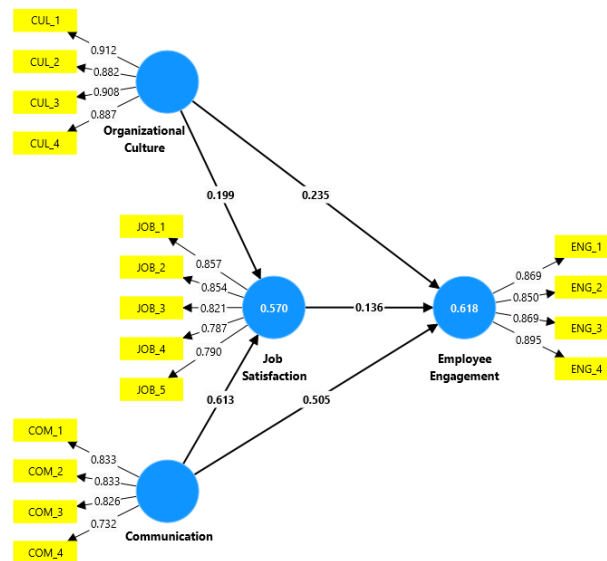 CUL_1
0.912
CUL_2
0.882
CUL_3
0.908
0.887
CUL_4
Organizational
Culture
0.199
0.235
JOB_1
0.857
JOB_2
0.854
JOB_3
0.821
JOB_4
0.787
0.790
JOB_5
0.570
Job
Satisfaction
0.136
0.618
Employee
Engagement
ENG_1
0.869
ENG_2
0.850
ENG_3
0.869
0.895
ENG_4
0.613
0.505
COM_1
0.833
COM_2
0.833
COM_3
0.826
0.732
COM_4
Communication